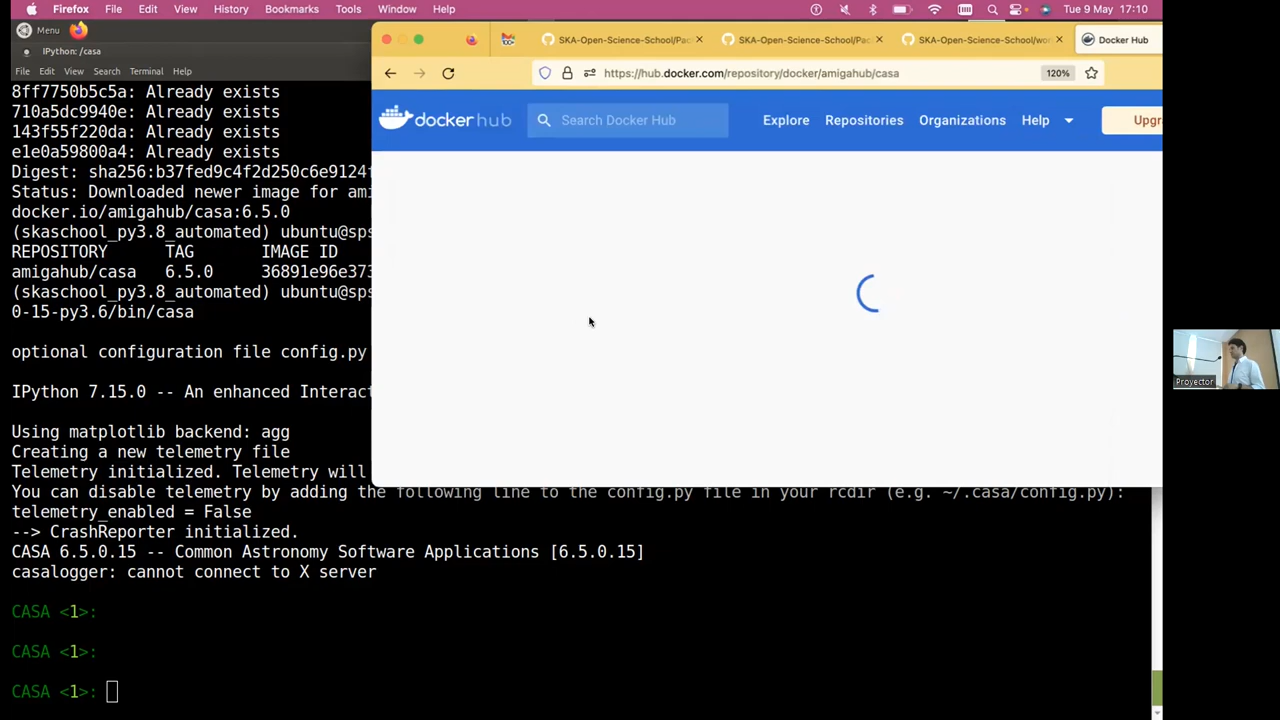 Firefox File Edit View History Bookmarks Tools Window Help Tue 9 May 17:10
Menu
IPython: /casa
File Edit View Search Terminal Help
SKA-Open-Science-School/Pac
SKA-Open-Science-School/Pac
SKA-Open-Science-School/wor
Docker Hub
https://hub.docker.com/repository/docker/amigahub/casa
120%
docker hub
Search Docker Hub
Explore Repositories Organizations Help
Upgr
8ff7750b5c5a: Already exists
710a5dc9940e: Already exists
143f55f220da: Already exists
e1e0a59800a4: Already exists
Digest: sha256:b37fed9c4f2d250c6e9124f
Status: Downloaded newer image for ami
docker.io/amigahub/casa:6.5.0
(skaschool_py3.8_automated) ubuntu@sps
REPOSITORY TAG IMAGE ID
amigahub/casa 6.5.0 36891e96e373
(skaschool_py3.8_automated) ubuntu@sps
0-15-py3.6/bin/casa
optional configuration file config.py
IPython 7.15.0 -- An enhanced Interact
Using matplotlib backend: agg
Creating a new telemetry file
Telemetry initialized. Telemetry will
You can disable telemetry by adding the following line to the config.py file in your rcdir (e.g. ~/.casa/config.py):
telemetry_enabled = False
--> CrashReporter initialized.
CASA 6.5.0.15 -- Common Astronomy Software Applications [6.5.0.15]
casalogger: cannot connect to X server
CASA <1>:
CASA <1>:
CASA <1>:
Proyector